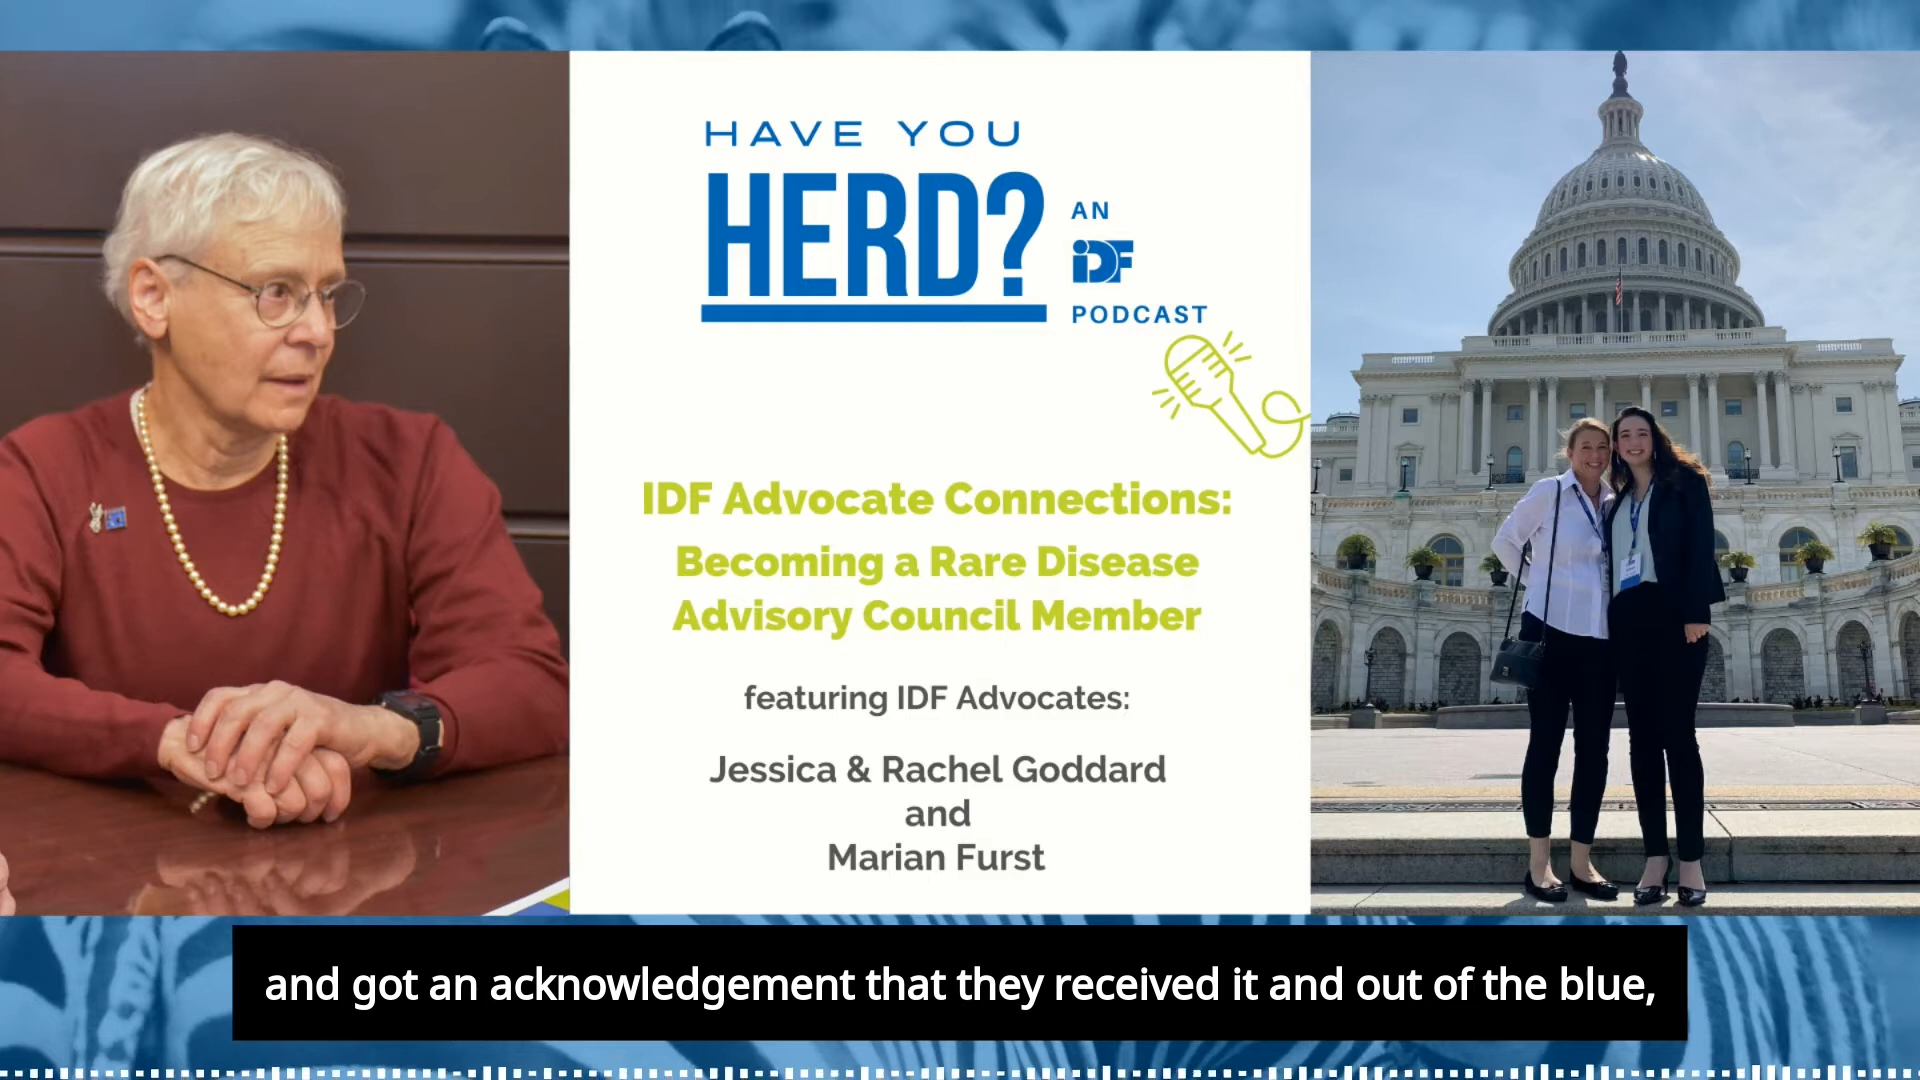 HAVE YOU
HERD?
AN
IDF
PODCAST
IDF Advocate Connections:
Becoming a Rare Disease
Advisory Council Member
featuring IDF Advocates:
Jessica & Rachel Goddard
and
Marian Furst
and got an acknowledgement that they received it and out of the blue,